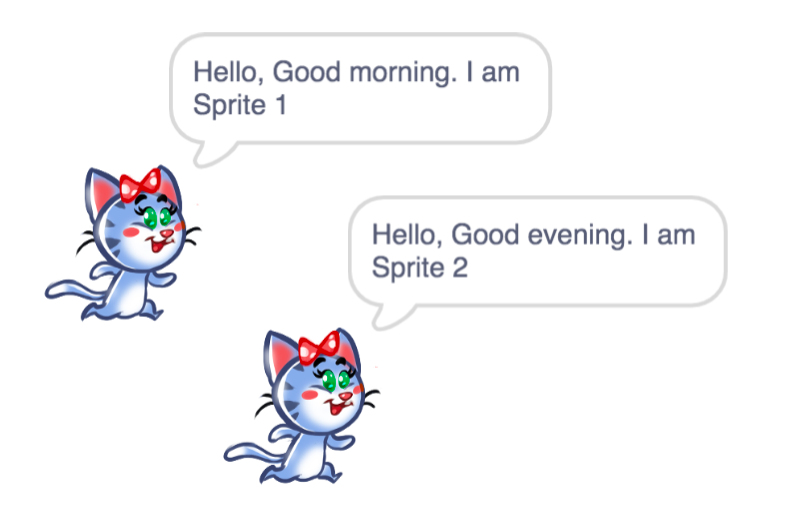 Hello, Good morning. I am
Sprite 1
Hello, Good evening. I am
Sprite 2